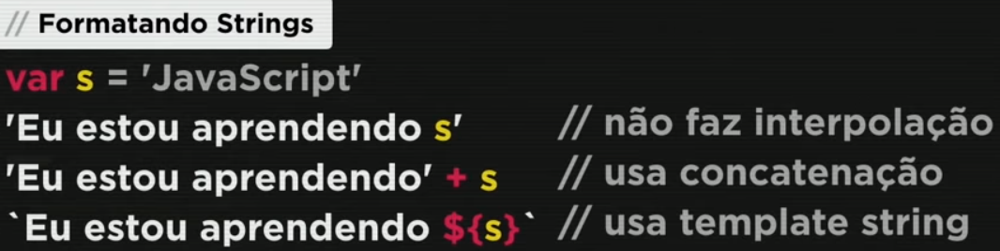 // Formatando Strings
var s = 'JavaScript'
'Eu estou aprendendo s' // não faz interpolação
'Eu estou aprendendo' + s // usa concatenação
`Eu estou aprendendo ${s}` // usa template string